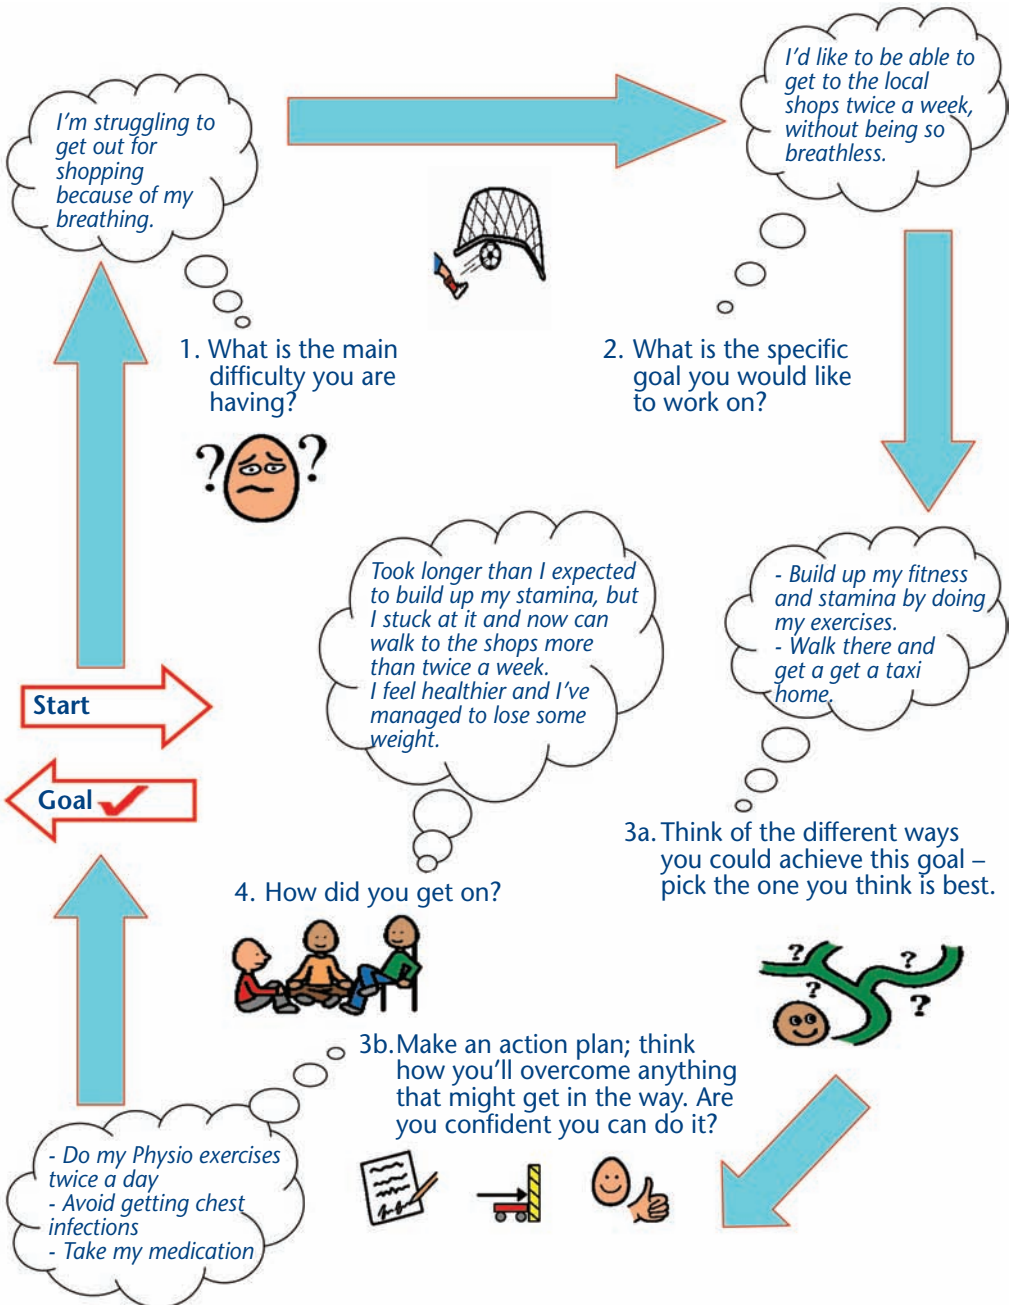 I'm struggling to
get out for
shopping
because of my
breathing.
I'd like to be able to
get to the local
shops twice a week,
without being so
breathless.
1. What is the main
difficulty you are
having?
2. What is the specific
goal you would like
to work on?
? ?
Took longer than I expected
to build up my stamina, but
I stuck at it and now can
walk to the shops more
than twice a week.
I feel healthier and I've
managed to lose some
weight.
- Build up my fitness
and stamina by doing
my exercises.
- Walk there and
get a get a taxi
home.
Start
Goal
3a. Think of the different ways
you could achieve this goal –
pick the one you think is best.
4. How did you get on?
? ?
? ?
3b. Make an action plan; think
how you'll overcome anything
that might get in the way. Are
you confident you can do it?
- Do my Physio exercises
twice a day
- Avoid getting chest
infections
- Take my medication